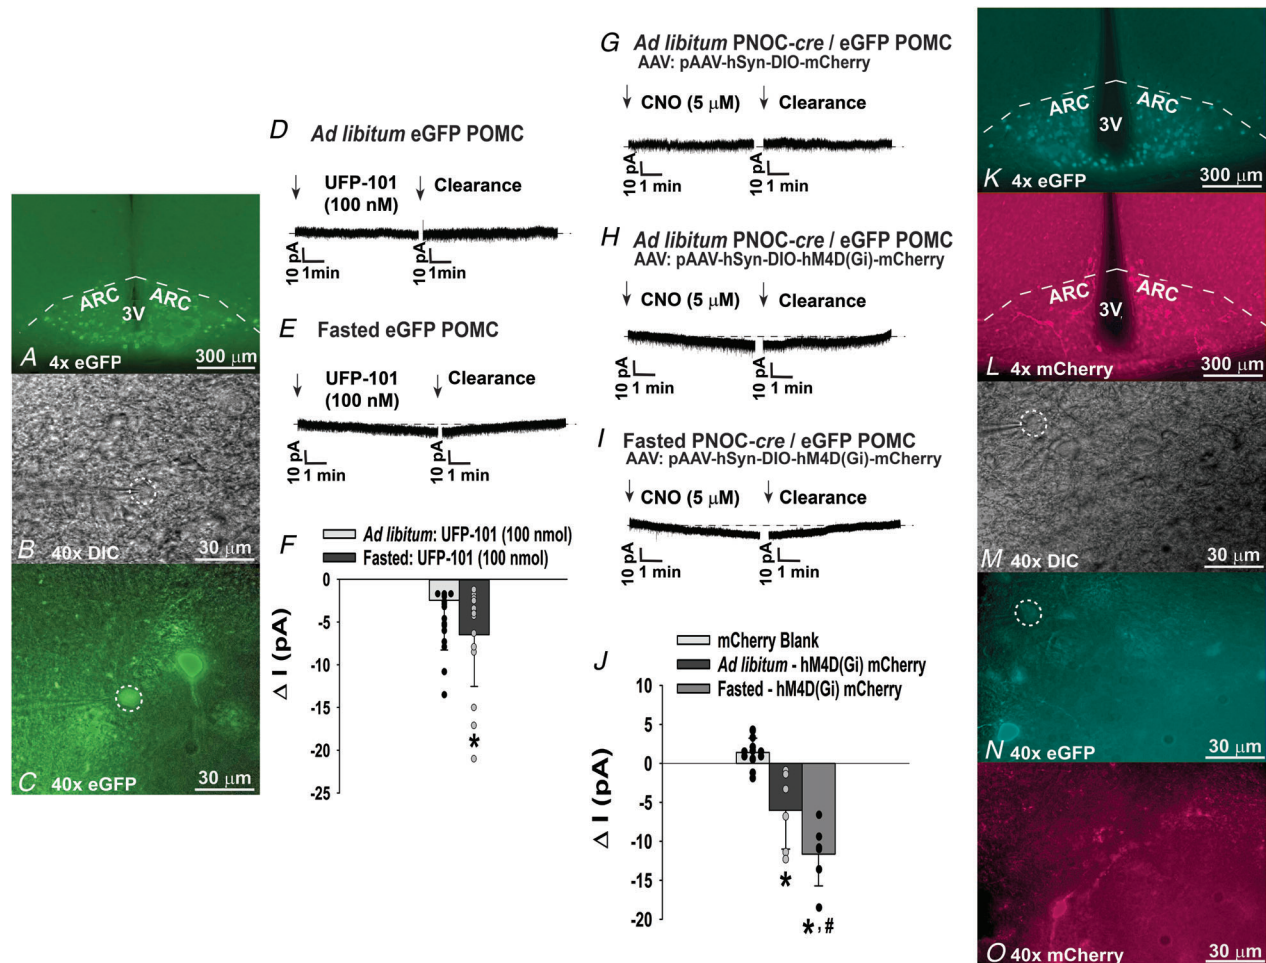 A 4x eGFP
ARC
ARC
3V
300 μm
B 40x DIC
30 μm
C 40x eGFP
30 μm
D Ad libitum eGFP POMC
UFP-101
(100 nM)
Clearance
10 pA
1min
10 pA
1min
E Fasted eGFP POMC
UFP-101
(100 nM)
Clearance
10 pA
1 min
10 pA
1 min
F
Ad libitum: UFP-101 (100 nmol)
Fasted: UFP-101 (100 nmol)
Δ I (pA)
0
-5
-10
-15
-20
-25
*
G Ad libitum PNOC-cre / eGFP POMC
AAV: pAAV-hSyn-DIO-mCherry
CNO (5 μM)
Clearance
10 pA
1 min
10 pA
1 min
H Ad libitum PNOC-cre / eGFP POMC
AAV: pAAV-hSyn-DIO-hM4D(Gi)-mCherry
CNO (5 μM)
Clearance
10 pA
1 min
10 pA
1 min
I Fasted PNOC-cre / eGFP POMC
AAV: pAAV-hSyn-DIO-hM4D(Gi)-mCherry
CNO (5 μM)
Clearance
10 pA
1 min
10 pA
1 min
J
mCherry Blank
Ad libitum - hM4D(Gi) mCherry
Fasted - hM4D(Gi) mCherry
Δ I (pA)
10
5
0
-5
-10
-15
-20
*
*,#
ARC
ARC
3V
K 4x eGFP
300 μm
ARC
ARC
3V
L 4x mCherry
300 μm
M 40x DIC
30 μm
N 40x eGFP
30 μm
O 40x mCherry
30 μm